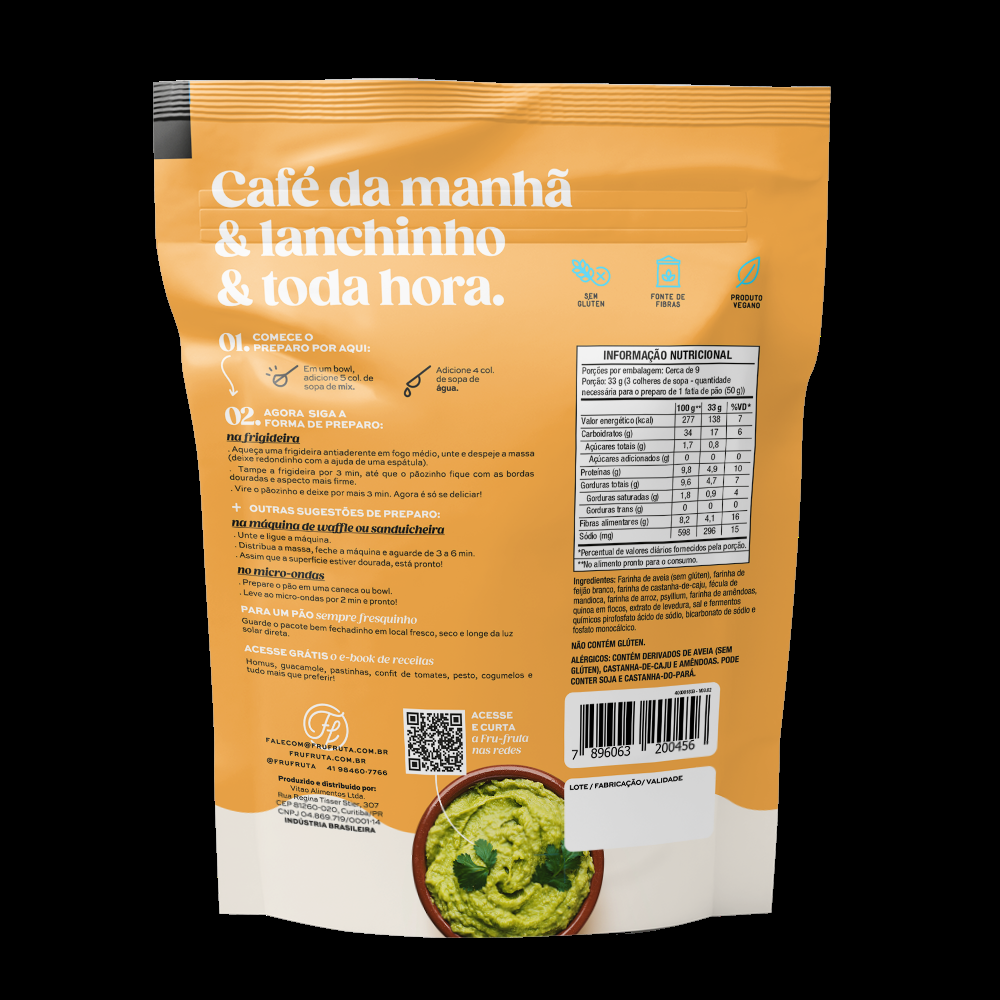 Café da manhã
& lanchinho
& toda hora.
SEM
GLÚTEN
FONTE DE
FIBRAS
PRODUTO
VEGANO
01. COMECE O
PREPARO POR AQUI:
Em um bowl,
adicione 5 col. de
sopa de mix.
Adicione 4 col.
de sopa de
água.
02. AGORA SIGA A
FORMA DE PREPARO:
na frigideira
. Aqueça uma frigideira antiaderente em fogo médio, unte e despeje a massa
(deixe redondinho com a ajuda de uma espátula).
. Tampe a frigideira por 3 min, até que o pãozinho fique com as bordas
douradas e aspecto mais firme.
. Vire o pãozinho e deixe por mais 3 min. Agora é só se deliciar!
+ OUTRAS SUGESTÕES DE PREPARO:
na máquina de waffle ou sanduicheira
. Unte e ligue a máquina.
. Distribua a massa, feche a máquina e aguarde de 3 a 6 min.
. Assim que a superfície estiver dourada, está pronto!
no micro-ondas
. Prepare o pão em uma caneca ou bowl.
. Leve ao micro-ondas por 2 min e pronto!
PARA UM PÃO sempre fresquinho
Guarde o pacote bem fechadinho em local fresco, seco e longe da luz
solar direta.
ACESSE GRÁTIS o e-book de receitas
Homus, guacamole, pastinhas, confit de tomates, pesto, cogumelos e
tudo mais que preferir!
FALECOM@FRUFRUTA.COM.BR
FRUFRUTA.COM.BR
@FRUFRUTA 41 98460-7766
Produzido e distribuído por:
Vitao Alimentos Ltda.
Rua Regina Tisser Stier, 307
CEP 81260-020, Curitiba/PR
CNPJ 04.869.719/0001-14
INDÚSTRIA BRASILEIRA
ACESSE
E CURTA
a Fru-fruta
nas redes
INFORMAÇÃO NUTRICIONAL
Porções por embalagem: Cerca de 9
Porção: 33 g (3 colheres de sopa - quantidade
necessária para o preparo de 1 fatia de pão (50 g))
100 g** 33 g %VD*
Valor energético (kcal) 277 138 7
Carboidratos (g) 34 17 6
Açúcares totais (g) 1,7 0,8
Açúcares adicionados (g) 0 0 0
Proteínas (g) 9,8 4,9 10
Gorduras totais (g) 9,6 4,7 7
Gorduras saturadas (g) 1,8 0,9 4
Gorduras trans (g) 0 0 0
Fibras alimentares (g) 8,2 4,1 16
Sódio (mg) 598 296 15
*Percentual de valores diários fornecidos pela porção.
**No alimento pronto para o consumo.
Ingredientes: Farinha de aveia (sem glúten), farinha de
feijão branco, farinha de castanha-de-caju, fécula de
mandioca, farinha de arroz, psyllium, farinha de amêndoas,
quinoa em flocos, extrato de levedura, sal e fermentos
químicos pirofosfato ácido de sódio, bicarbonato de sódio e
fosfato monocálcico.
NÃO CONTÉM GLÚTEN.
ALÉRGICOS: CONTÉM DERIVADOS DE AVEIA (SEM
GLÚTEN), CASTANHA-DE-CAJU E AMÊNDOAS. PODE
CONTER SOJA E CASTANHA-DO-PARÁ.
7 896063 200456
LOTE / FABRICAÇÃO/ VALIDADE